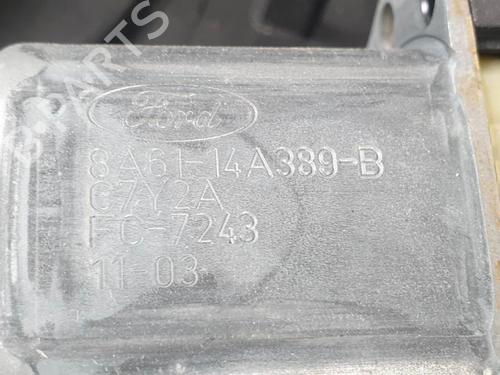 B-PARTS
Ford
8A61-14A389-B
C7Y2A
FC-7243
11-03